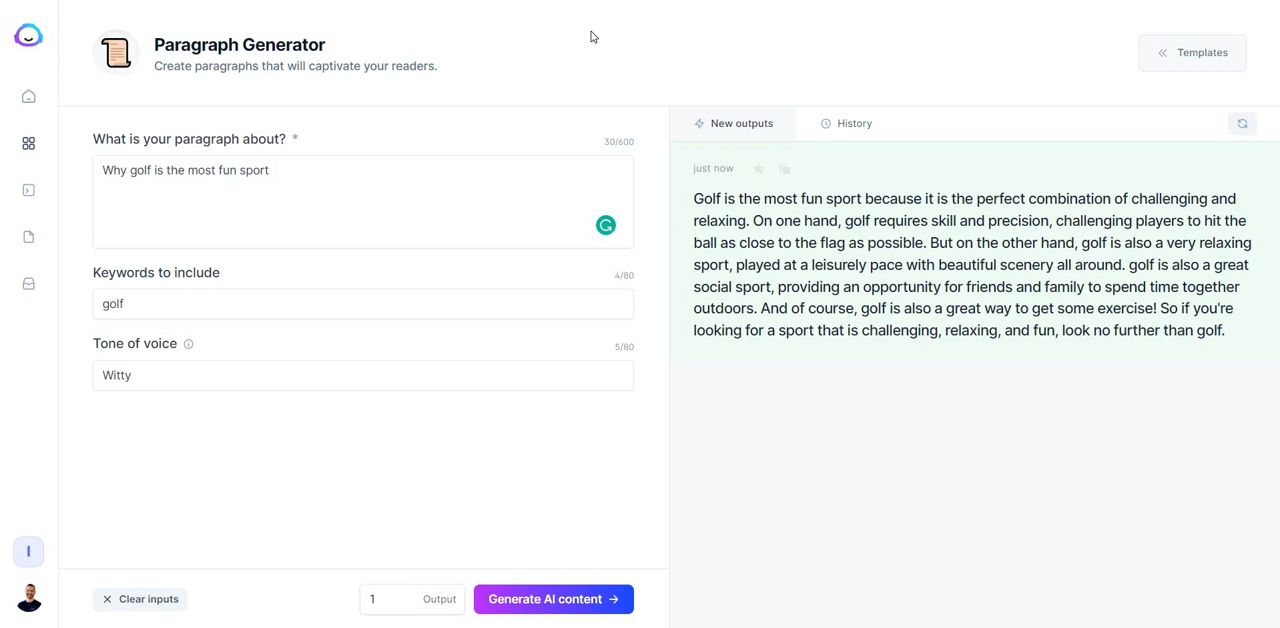 Paragraph Generator
Create paragraphs that will captivate your readers.
Templates
What is your paragraph about? *
30/600
Why golf is the most fun sport
Keywords to include
4/80
golf
Tone of voice
5/80
Witty
Clear inputs
1
Output
Generate AI content
New outputs
History
just now
Golf is the most fun sport because it is the perfect combination of challenging and
relaxing. On one hand, golf requires skill and precision, challenging players to hit the
ball as close to the flag as possible. But on the other hand, golf is also a very relaxing
sport, played at a leisurely pace with beautiful scenery all around. golf is also a great
social sport, providing an opportunity for friends and family to spend time together
outdoors. And of course, golf is also a great way to get some exercise! So if you're
looking for a sport that is challenging, relaxing, and fun, look no further than golf.
I